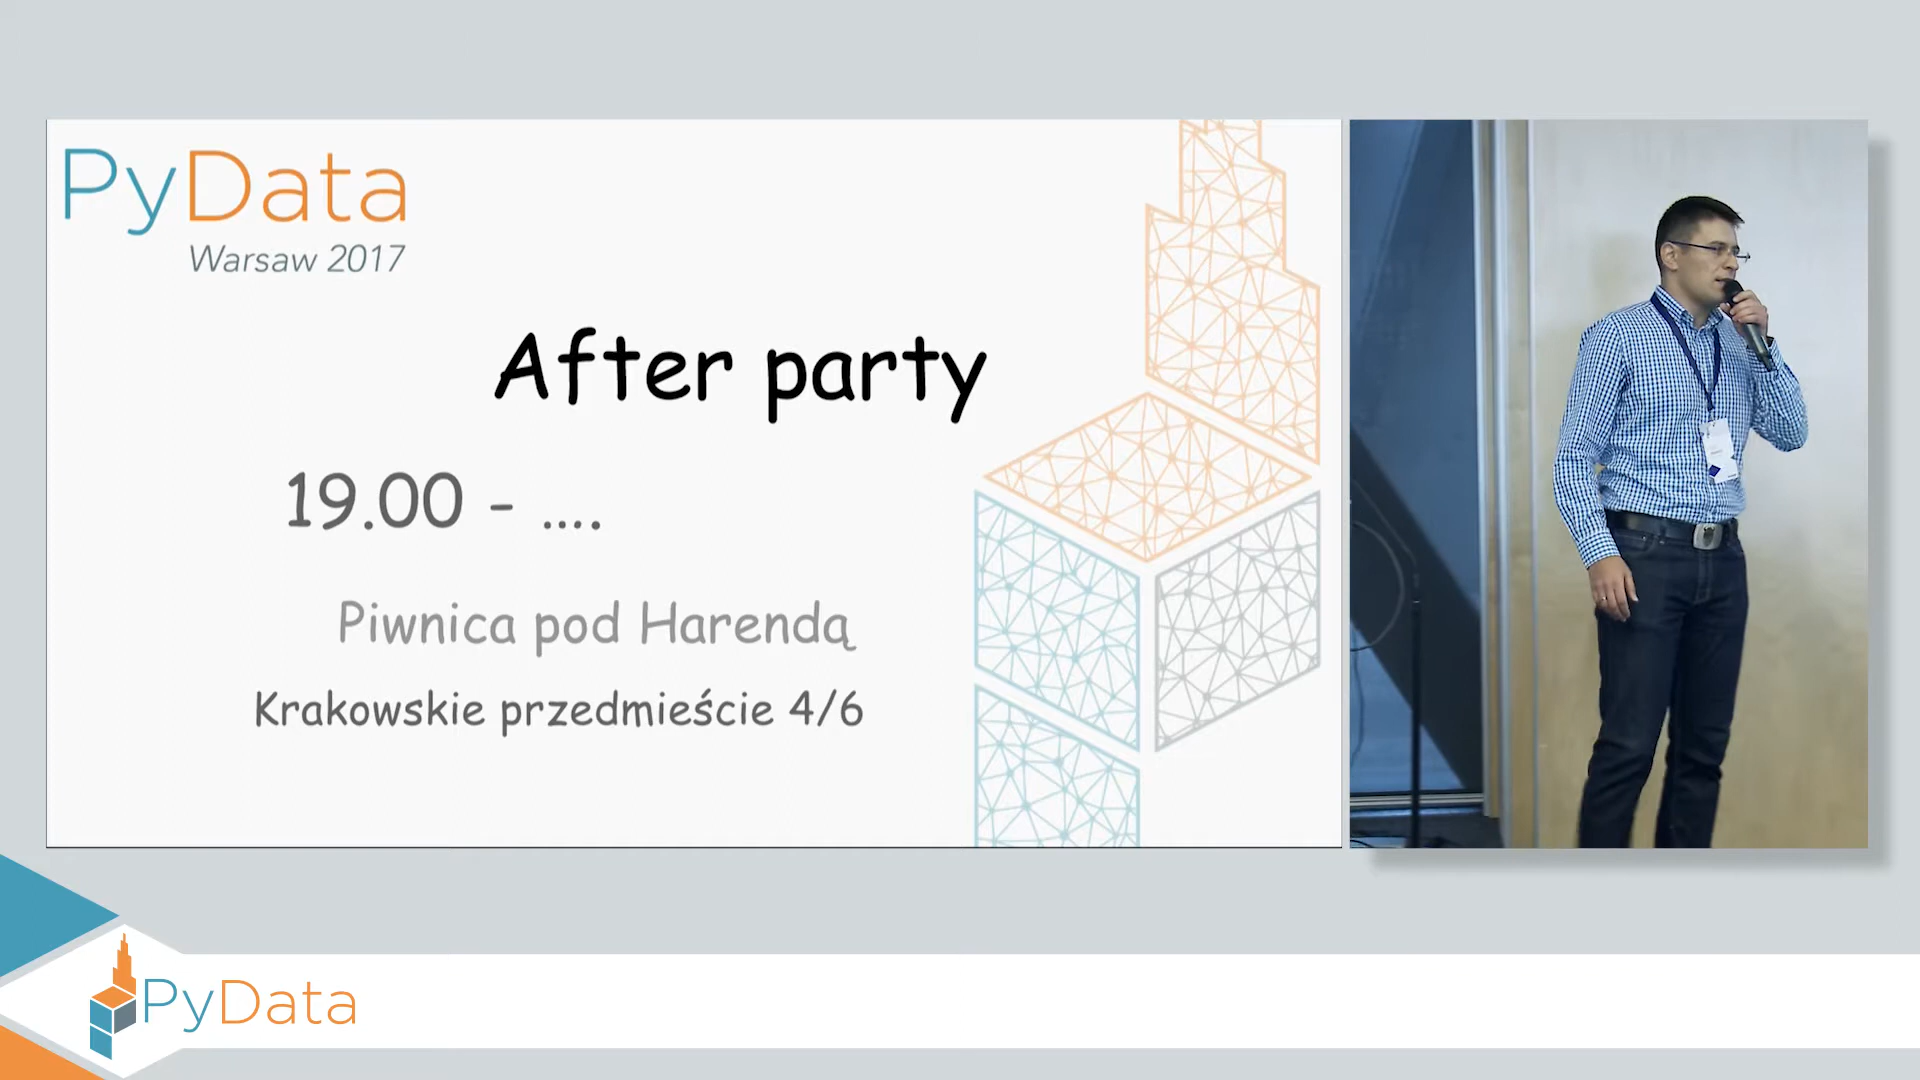 PyData
Warsaw 2017
After party
19.00 - ....
Piwnica pod Harendą
Krakowskie przedmieście 4/6
PyData